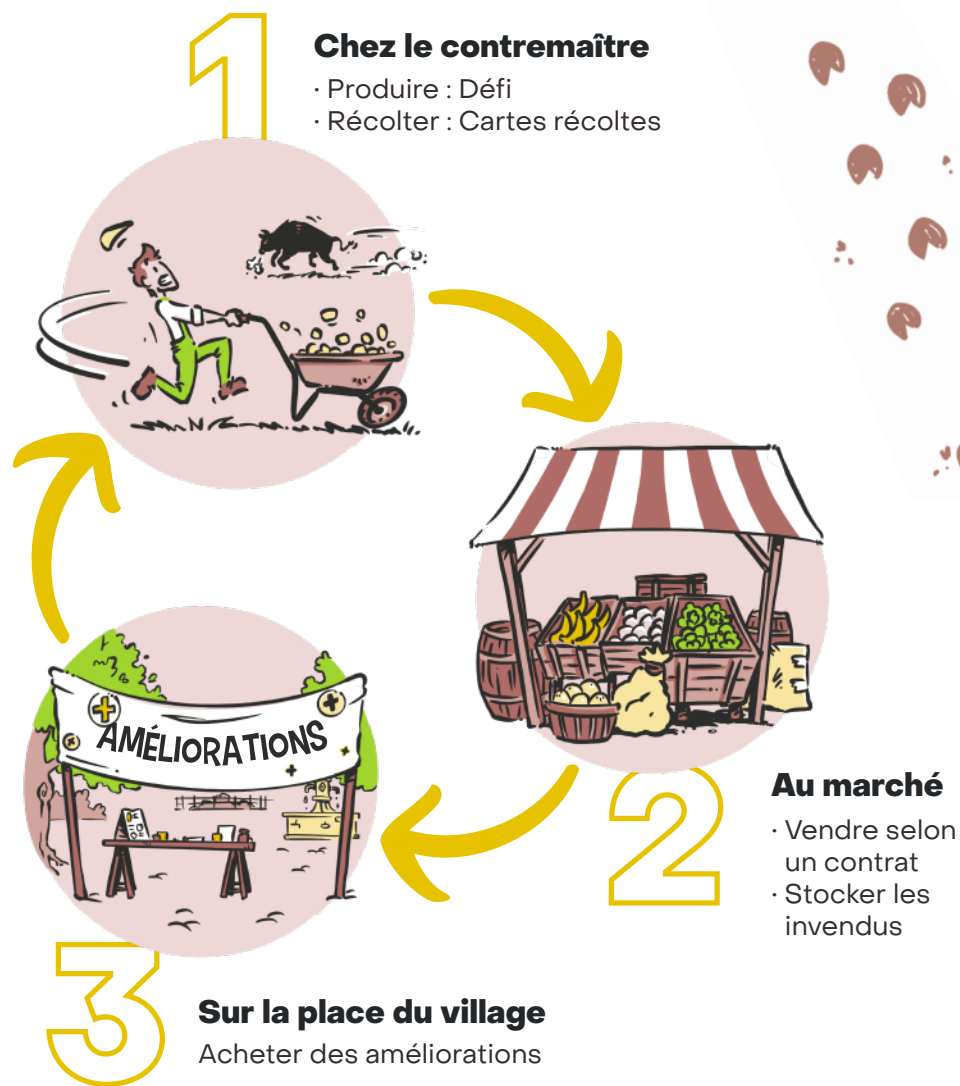 1
Chez le contremaître
· Produire : Défi
· Récolter : Cartes récoltes
AMÉLIORATIONS
2
Au marché
· Vendre selon
un contrat
· Stocker les
invendus
3
Sur la place du village
Acheter des améliorations